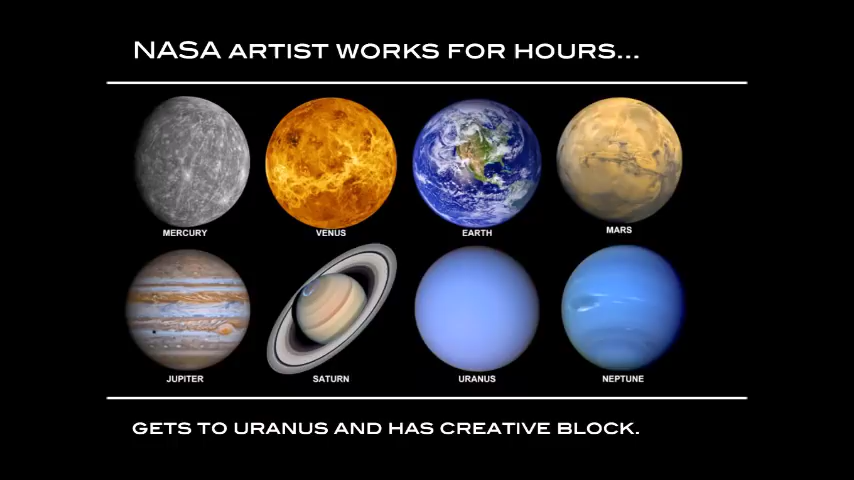 NASA ARTIST WORKS FOR HOURS...
MERCURY
VENUS
EARTH
MARS
JUPITER
SATURN
URANUS
NEPTUNE
GETS TO URANUS AND HAS CREATIVE BLOCK.